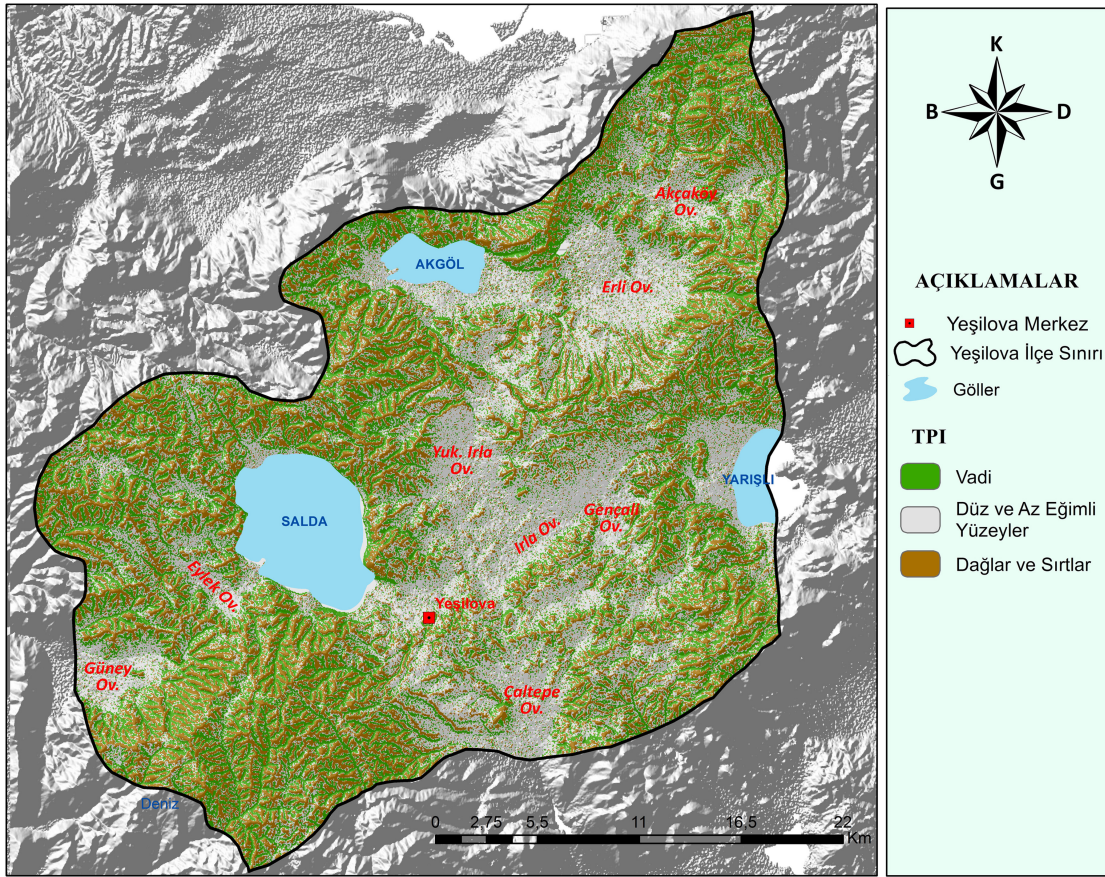 Akçaköy
Ov.
AKGÖL
Erli Ov.
Yuk. Irla
Ov.
YARIŞLI
SALDA
Gençali
Ov.
Irla Ov.
Eylek Ov.
Yeşilova
Güney
Ov.
Çaltepe
Ov.
Deniz
0 2,75 5,5 11 16,5 22
Km
K
B D
G
AÇIKLAMALAR
Yeşilova Merkez
Yeşilova İlçe Sınırı
Göller
TPI
Vadi
Düz ve Az Eğimli
Yüzeyler
Dağlar ve Sırtlar